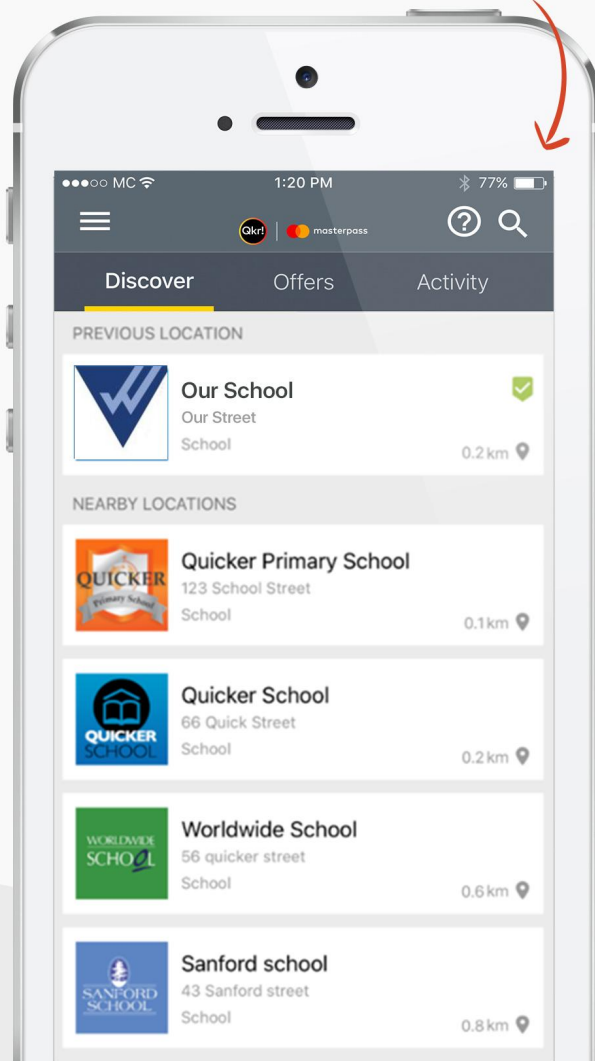 MC 1:20 PM 77%
Qkr! masterpass ?
Discover Offers Activity
PREVIOUS LOCATION
Our School
Our Street
School
0.2 km
NEARBY LOCATIONS
QUICKER
Primary School
Quicker Primary School
123 School Street
School
0.1 km
QUICKER
SCHOOL
Quicker School
66 Quick Street
School
0.2 km
WORLDWIDE
SCHOOL
Worldwide School
56 quicker street
School
0.6 km
SANFORD
SCHOOL
Sanford school
43 Sanford street
School
0.8 km